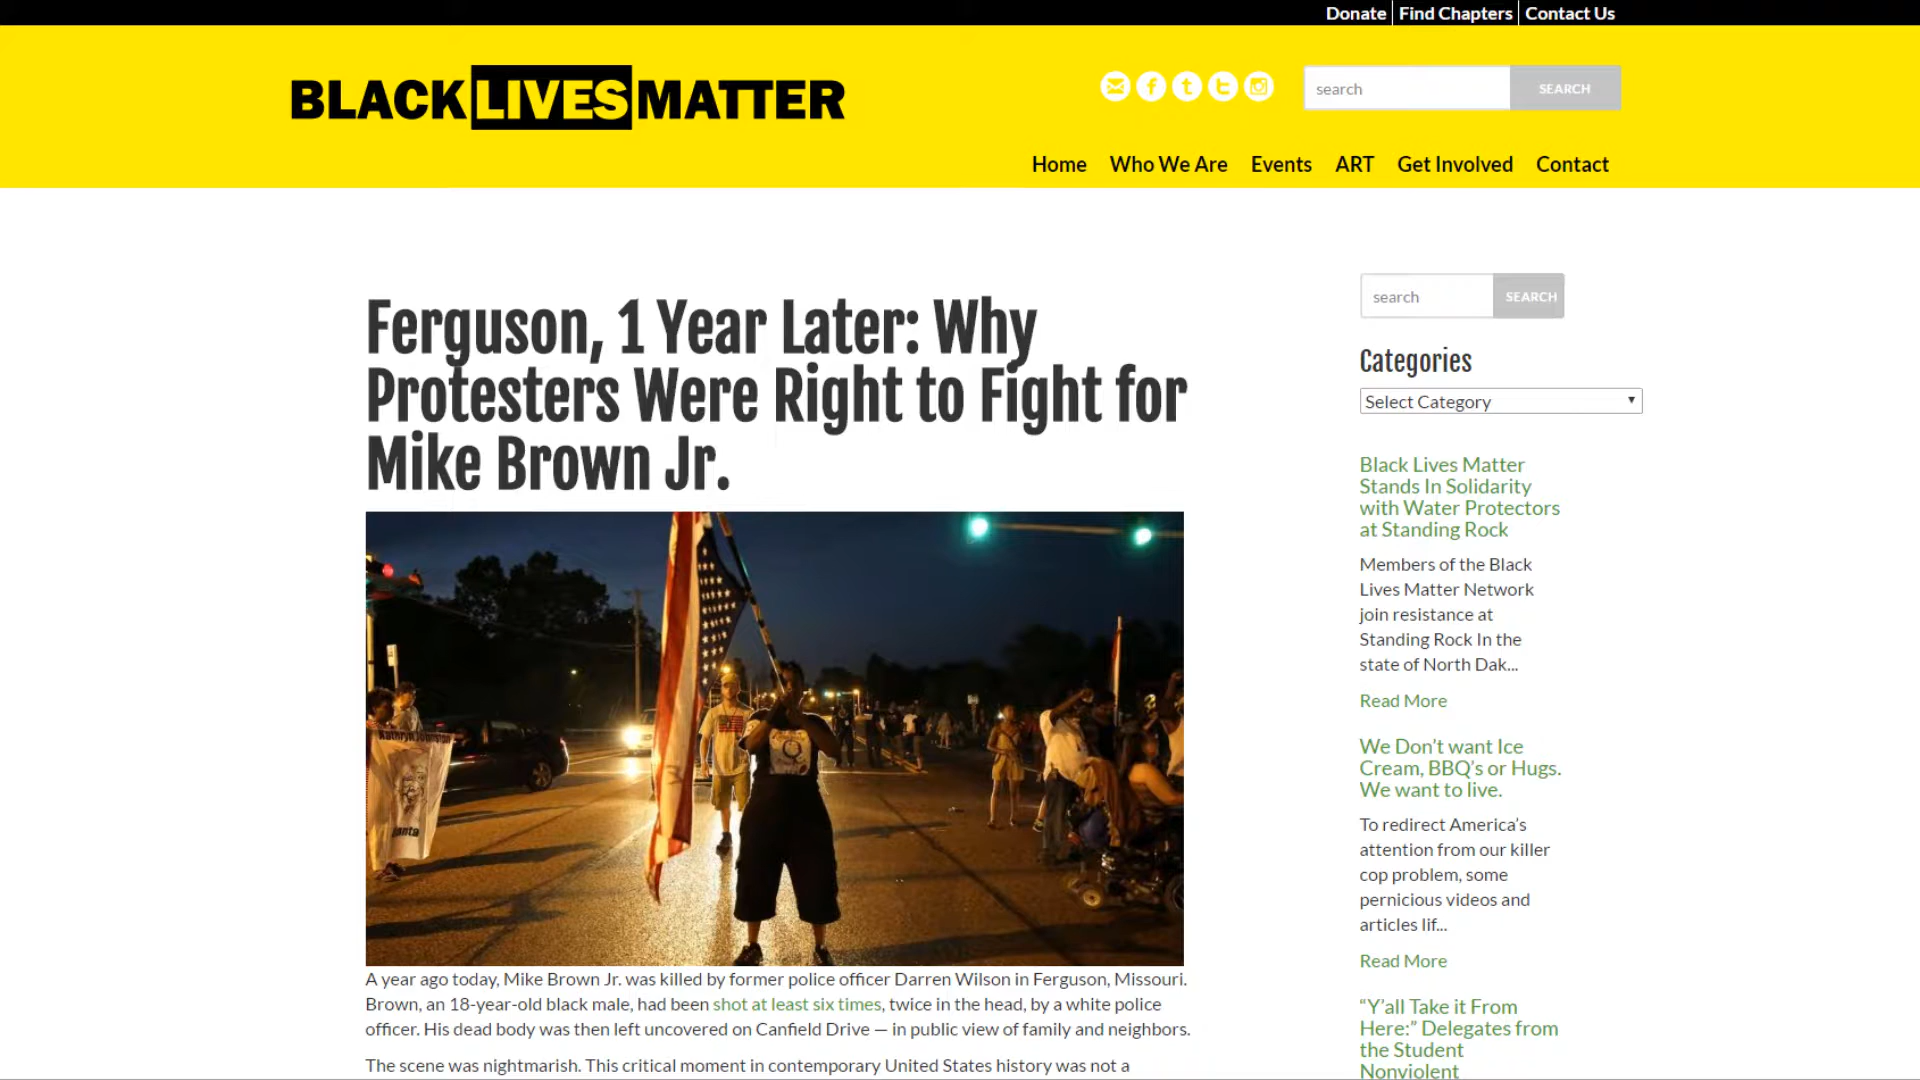 Donate Find Chapters Contact Us
BLACK LIVES MATTER
search SEARCH
Home Who We Are Events ART Get Involved Contact
Ferguson, 1 Year Later: Why
Protesters Were Right to Fight for
Mike Brown Jr.
Kathryn Johnston
A year ago today, Mike Brown Jr. was killed by former police officer Darren Wilson in Ferguson, Missouri.
Brown, an 18-year-old black male, had been shot at least six times, twice in the head, by a white police
officer. His dead body was then left uncovered on Canfield Drive — in public view of family and neighbors.
The scene was nightmarish. This critical moment in contemporary United States history was not a
search SEARCH
Categories
Select Category
Black Lives Matter
Stands In Solidarity
with Water Protectors
at Standing Rock
Members of the Black
Lives Matter Network
join resistance at
Standing Rock In the
state of North Dak...
Read More
We Don’t want Ice
Cream, BBQ’s or Hugs.
We want to live.
To redirect America’s
attention from our killer
cop problem, some
pernicious videos and
articles lif...
Read More
“Y’all Take it From
Here:” Delegates from
the Student
Nonviolent